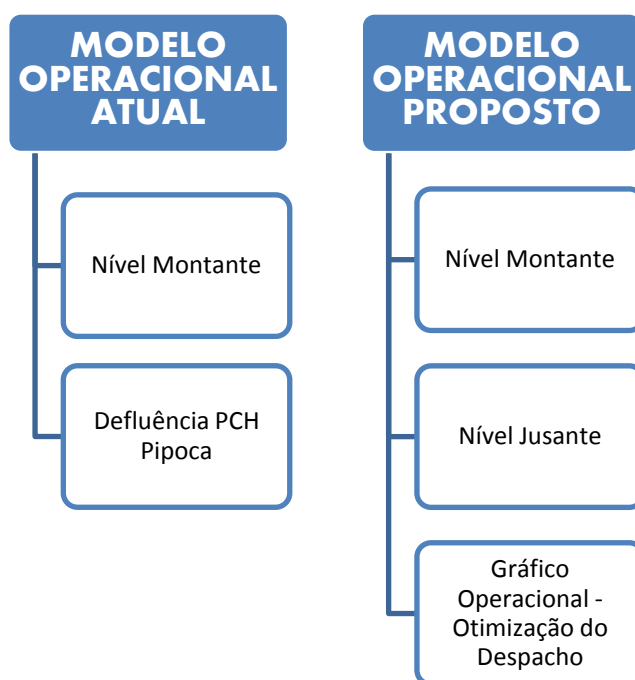 MODELO
OPERACIONAL
ATUAL
Nível Montante
Defluência PCH
Pipoca
MODELO
OPERACIONAL
PROPOSTO
Nível Montante
Nível Jusante
Gráfico
Operacional -
Otimização do
Despacho